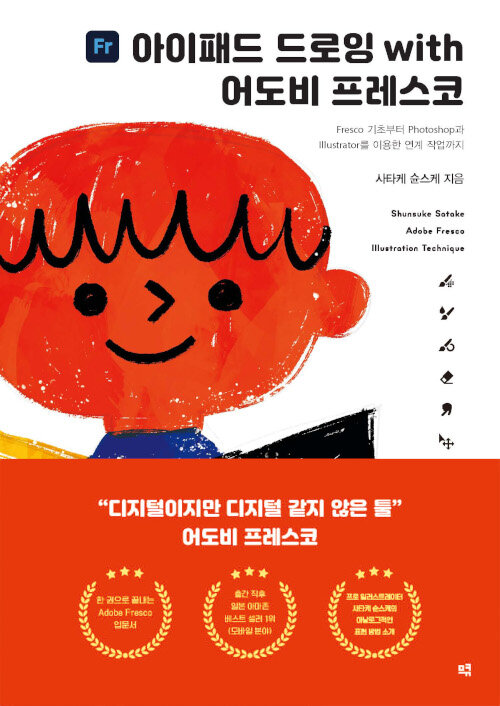 Fr 아이패드 드로잉 with
어도비 프레스코
Fresco 기초부터 Photoshop과
Illustrator를 이용한 연계 작업까지
사타케 슌스케 지음
Shunsuke Satake
Adobe Fresco
Illustration Technique
“디지털이지만 디지털 같지 않은 툴”
어도비 프레스코
한 권으로 끝내는
Adobe Fresco
입문서
출간 직후
일본 아마존
베스트 셀러 1위
(모바일 분야)
프로 일러스트레이터
사타케 슌스케의
아날로그적인
표현 방법 소개